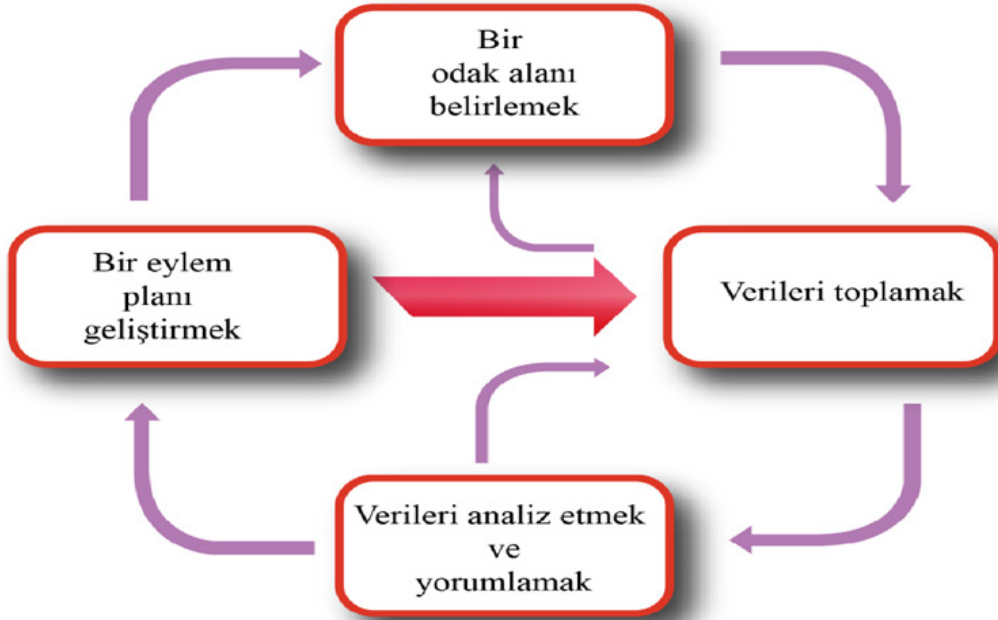 Bir
odak alanı
belirlemek
Bir eylem
planı
geliştirmek
Verileri toplamak
Verileri analiz etmek
ve
yorumlamak